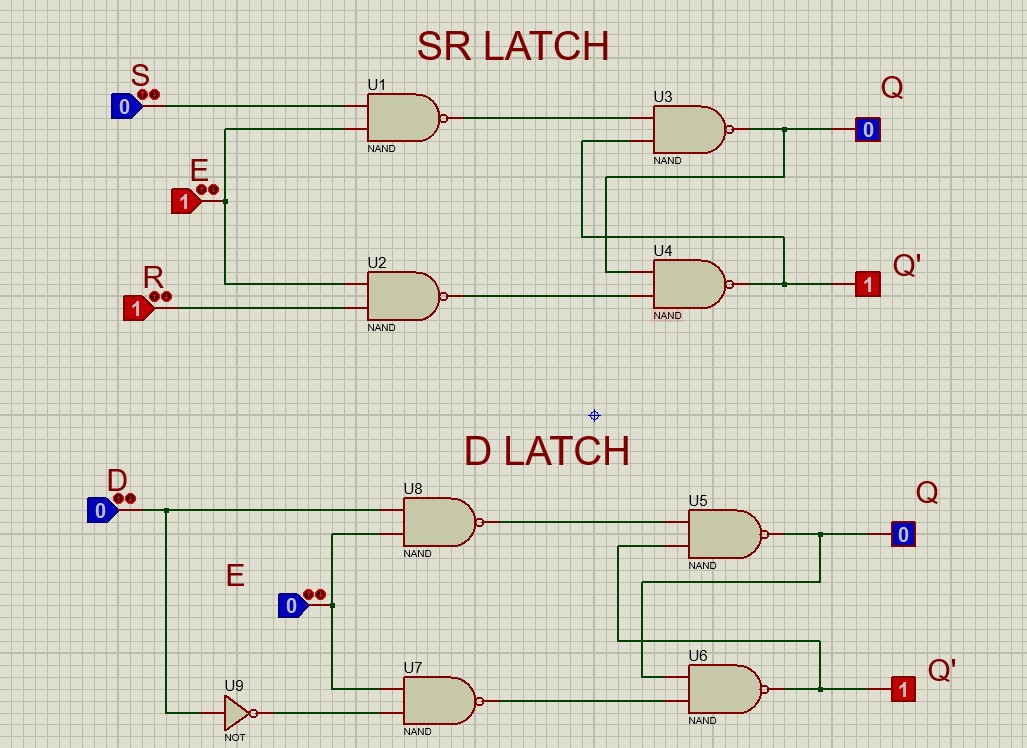 SR LATCH
S
0
U1
NAND
U3
NAND
Q
0
E
1
R
1
U2
NAND
U4
NAND
Q'
1
D LATCH
D
0
U8
NAND
U5
NAND
Q
0
E
0
U7
NAND
U6
NAND
Q'
1
U9
NOT